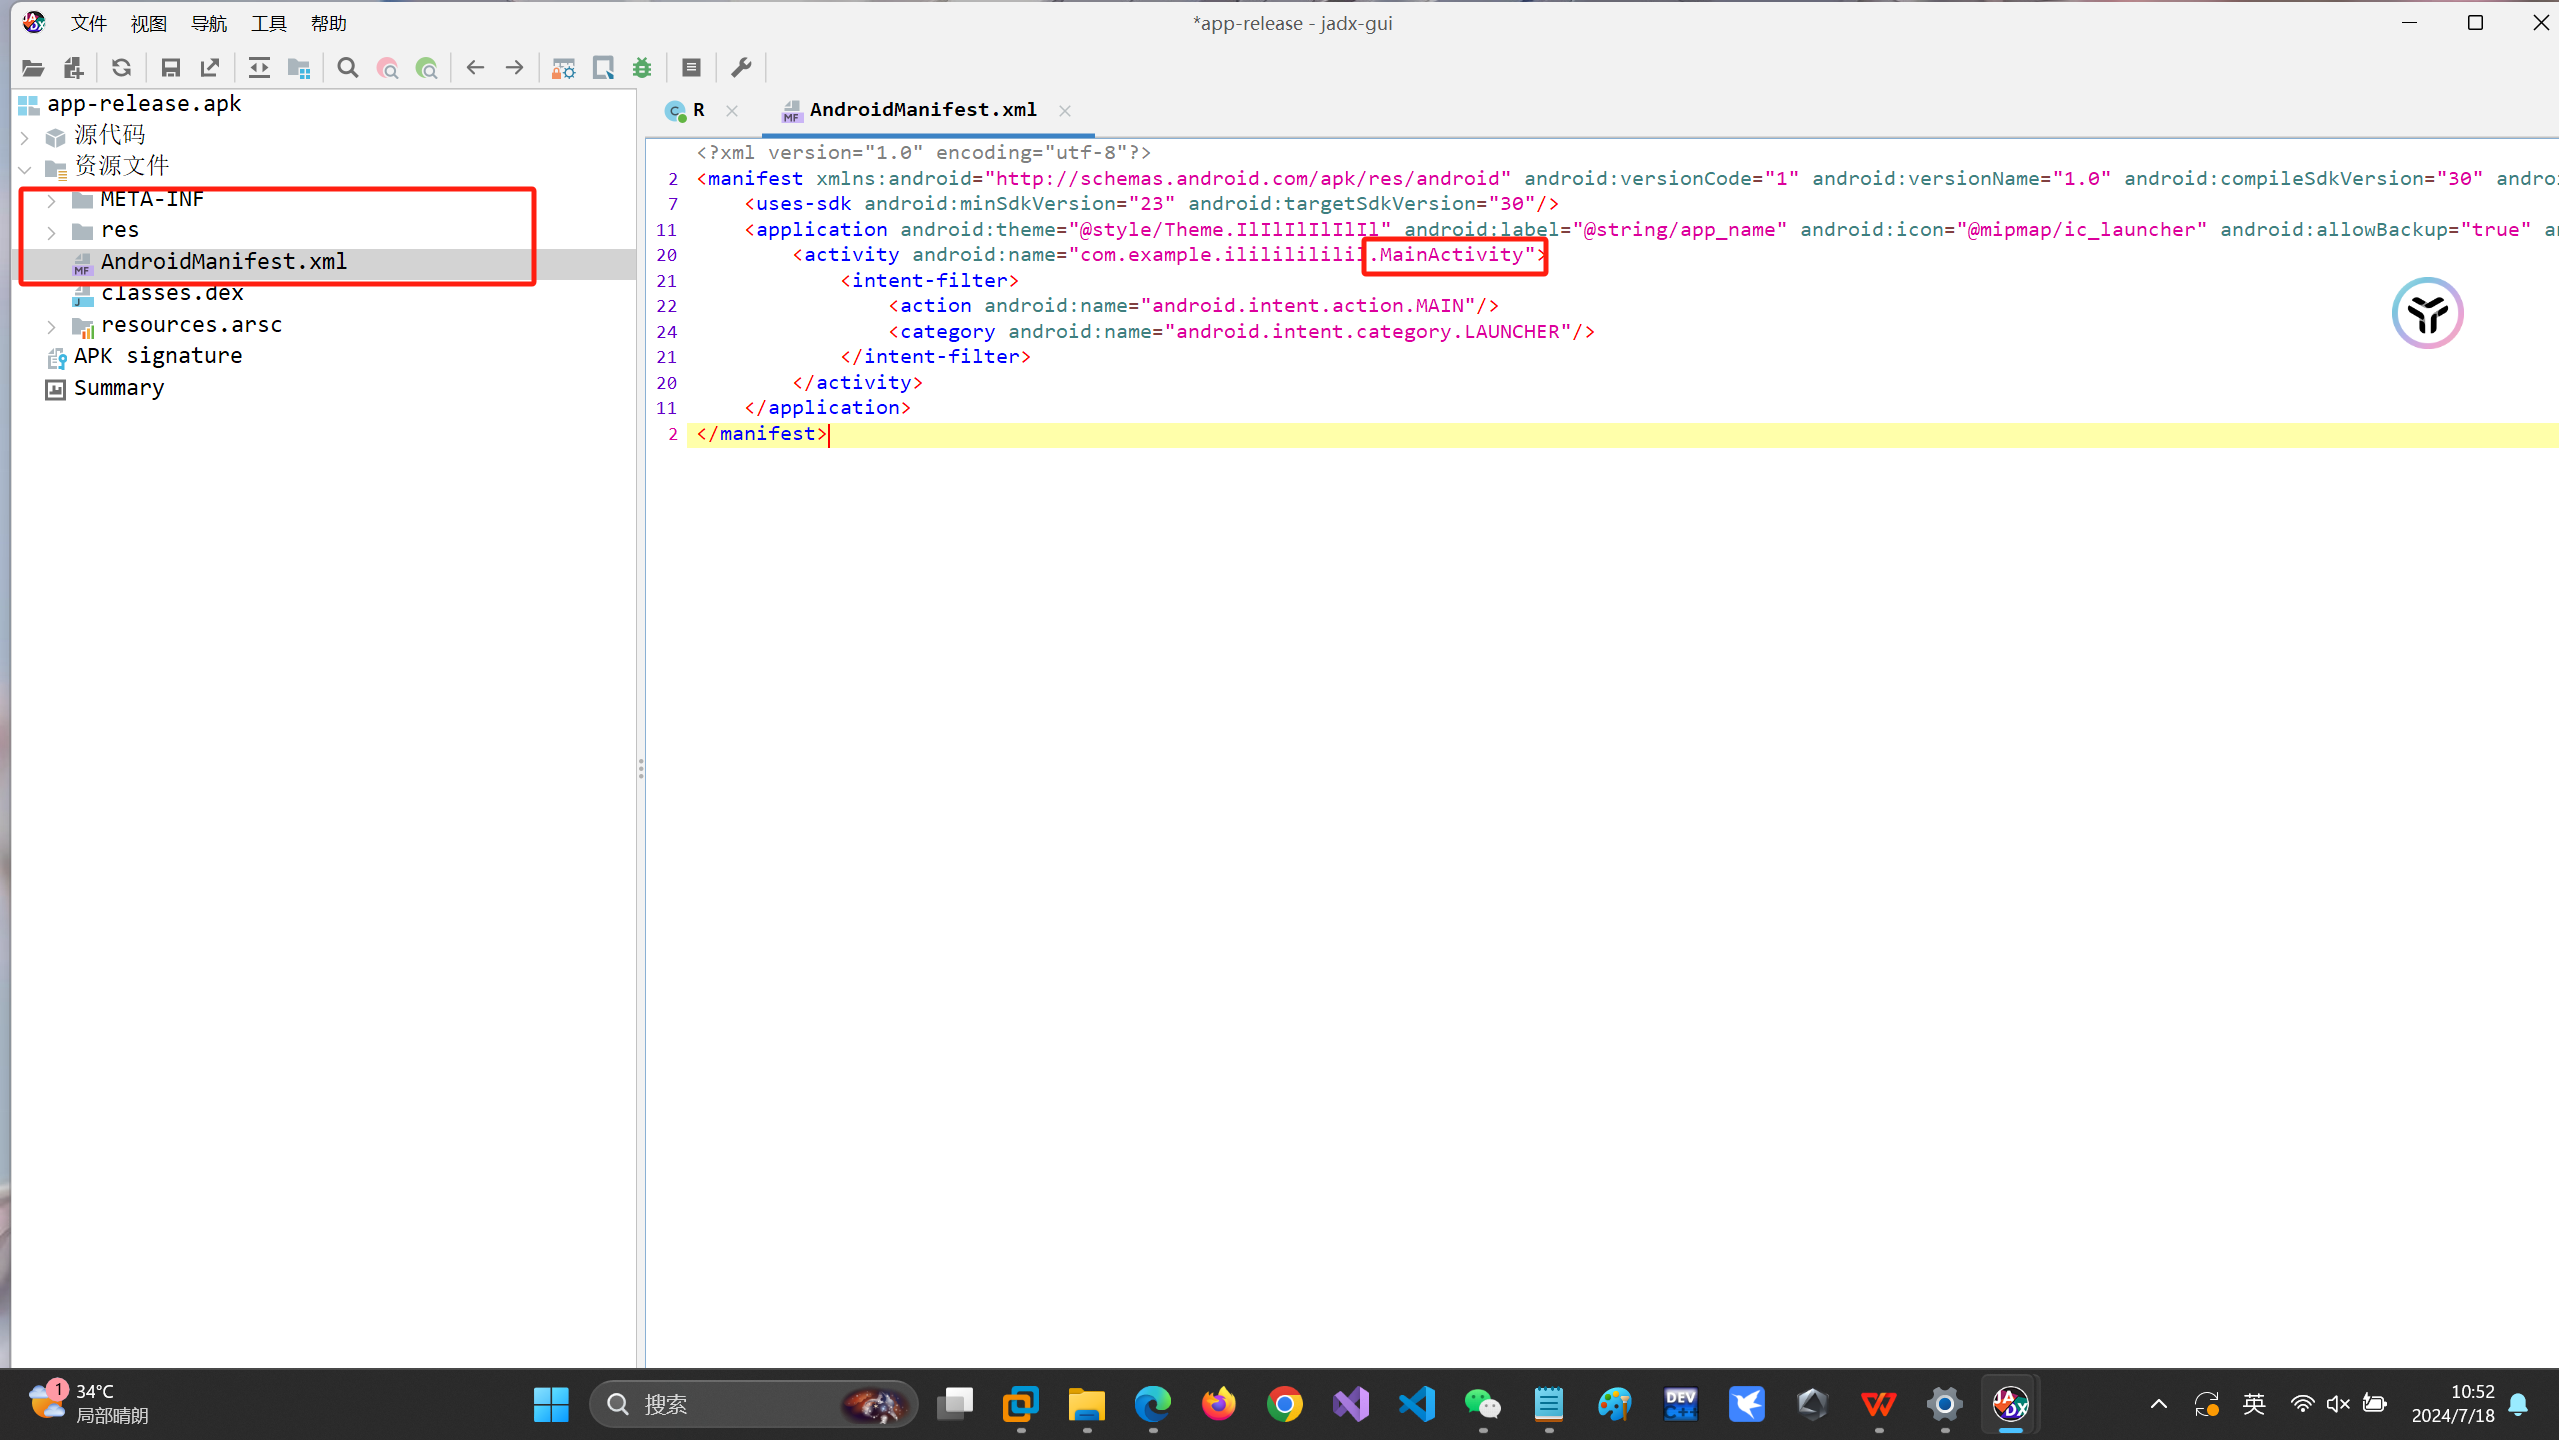 文件 视图 导航 工具 帮助
*app-release - jadx-gui
app-release.apk
源代码
资源文件
META-INF
res
AndroidManifest.xml
classes.dex
resources.arsc
APK signature
Summary
R
AndroidManifest.xml
<?xml version="1.0" encoding="utf-8"?>
2 <manifest xmlns:android="http://schemas.android.com/apk/res/android" android:versionCode="1" android:versionName="1.0" android:compileSdkVersion="30" androi
7 <uses-sdk android:minSdkVersion="23" android:targetSdkVersion="30"/>
11 <application android:theme="@style/Theme.IlIlIlIlIlIl" android:label="@string/app_name" android:icon="@mipmap/ic_launcher" android:allowBackup="true" an
20 <activity android:name="com.example.ilililililil.MainActivity">
21 <intent-filter>
22 <action android:name="android.intent.action.MAIN"/>
24 <category android:name="android.intent.category.LAUNCHER"/>
21 </intent-filter>
20 </activity>
11 </application>
2 </manifest>
1
34°C
局部晴朗
搜索
DEV
C++
英
10:52
2024/7/18